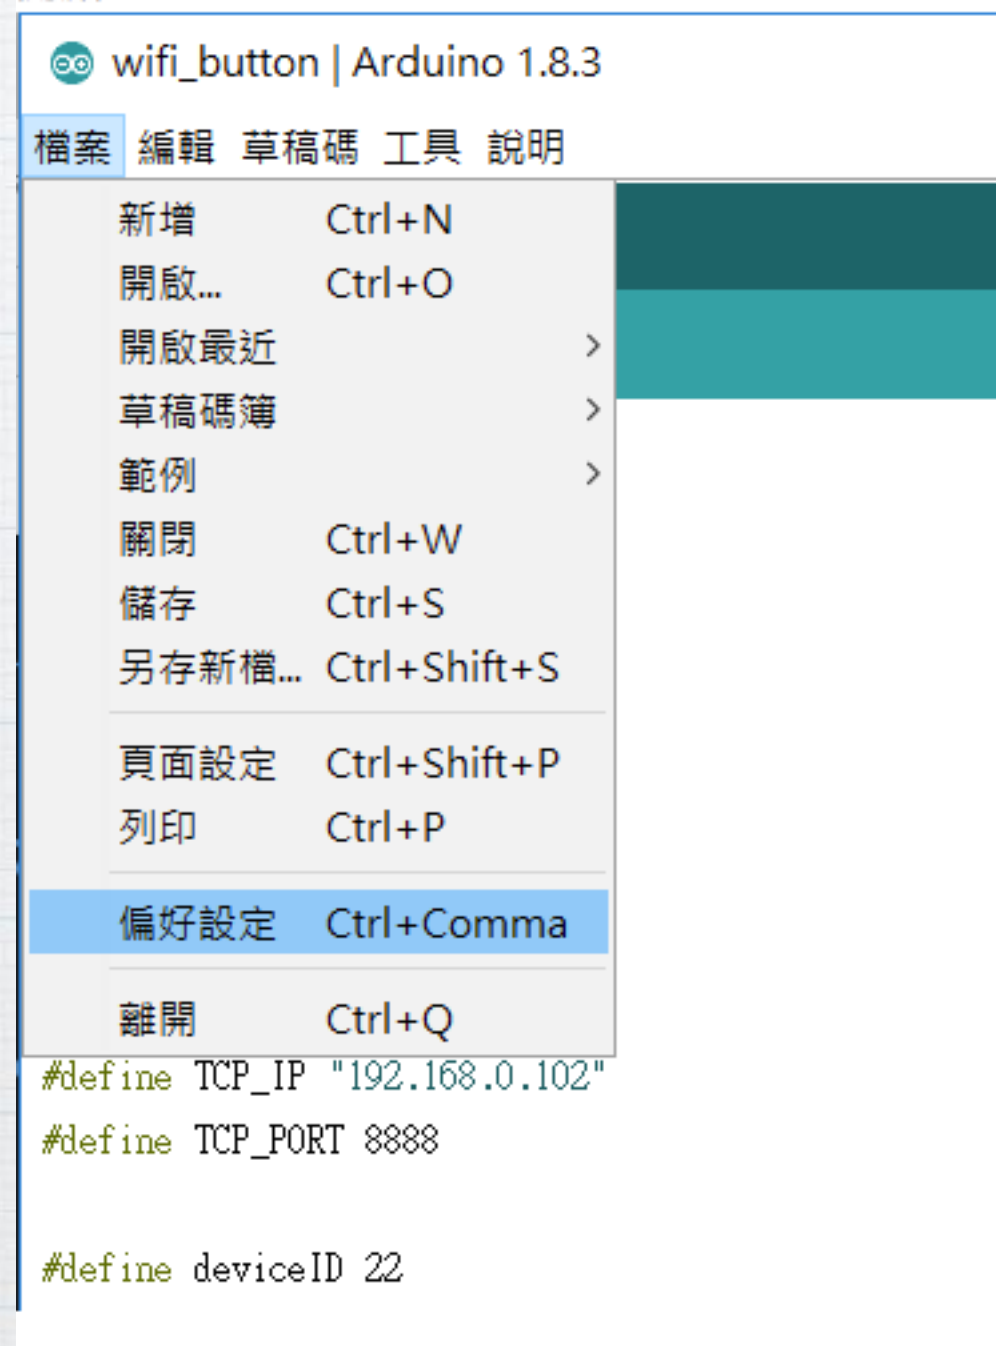 wifi_button | Arduino 1.8.3
檔案 編輯 草稿碼 工具 說明
新增 Ctrl+N
開啟... Ctrl+O
開啟最近
草稿碼簿
範例
關閉 Ctrl+W
儲存 Ctrl+S
另存新檔... Ctrl+Shift+S
頁面設定 Ctrl+Shift+P
列印 Ctrl+P
偏好設定 Ctrl+Comma
離開 Ctrl+Q
#define TCP_IP "192.168.0.102"
#define TCP_PORT 8888
#define deviceID 22